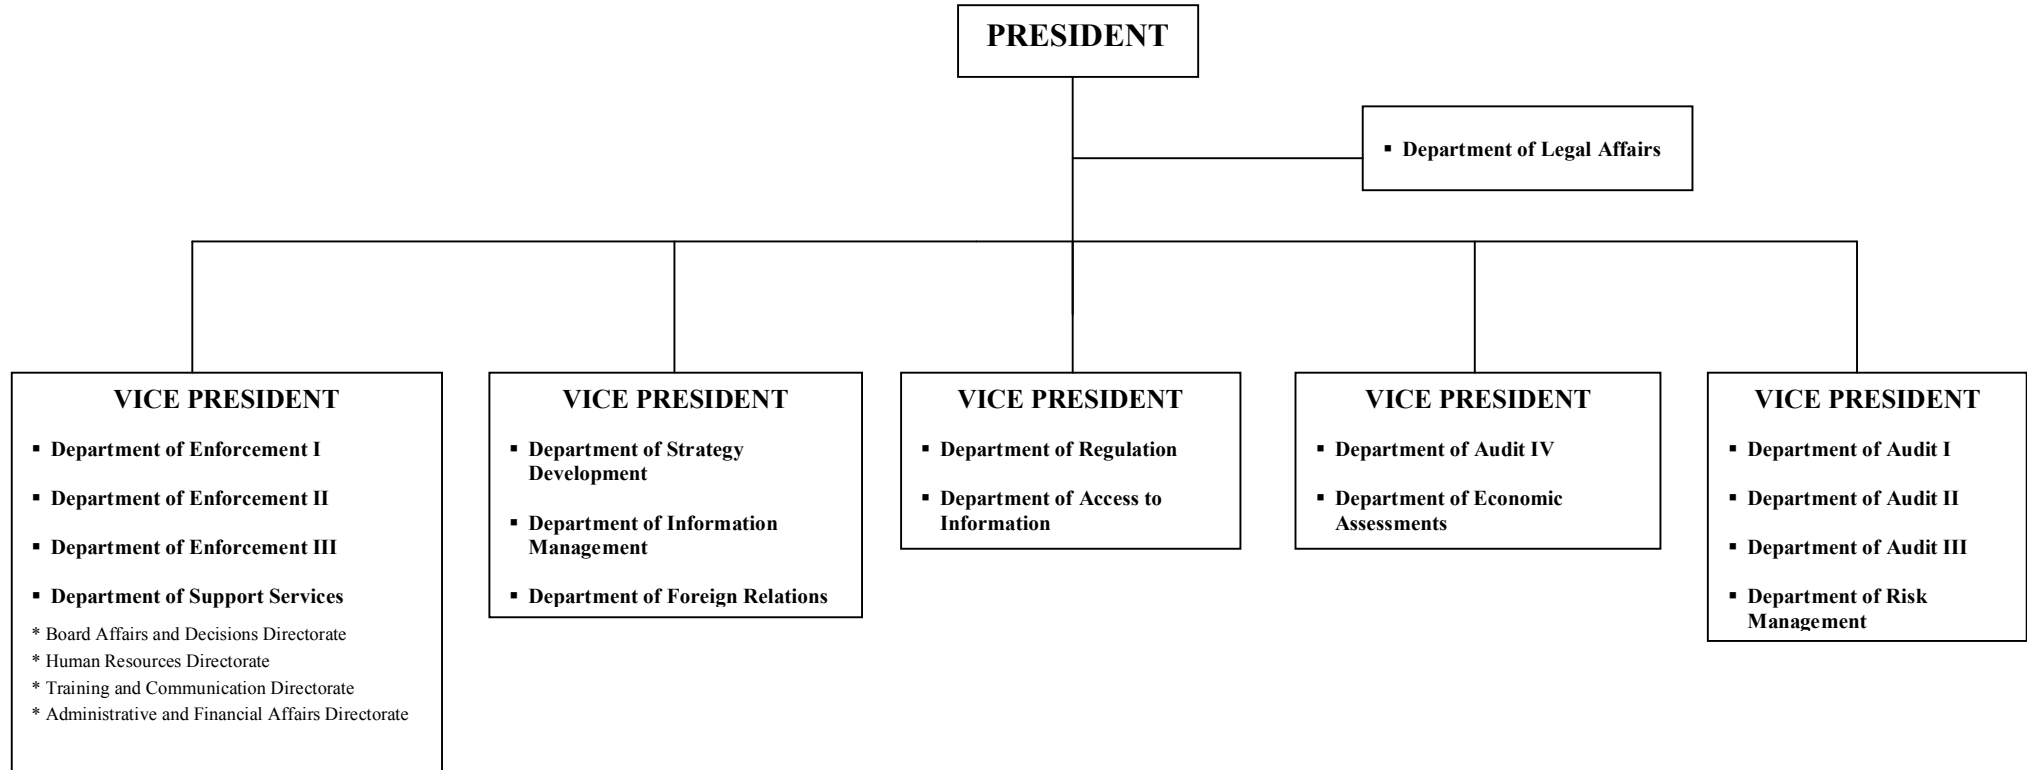 PRESIDENT
▪ Department of Legal Affairs
VICE PRESIDENT
▪ Department of Enforcement I
▪ Department of Enforcement II
▪ Department of Enforcement III
▪ Department of Support Services
* Board Affairs and Decisions Directorate
* Human Resources Directorate
* Training and Communication Directorate
* Administrative and Financial Affairs Directorate
VICE PRESIDENT
▪ Department of Strategy
Development
▪ Department of Information
Management
▪ Department of Foreign Relations
VICE PRESIDENT
▪ Department of Regulation
▪ Department of Access to
Information
VICE PRESIDENT
▪ Department of Audit IV
▪ Department of Economic
Assessments
VICE PRESIDENT
▪ Department of Audit I
▪ Department of Audit II
▪ Department of Audit III
▪ Department of Risk
Management